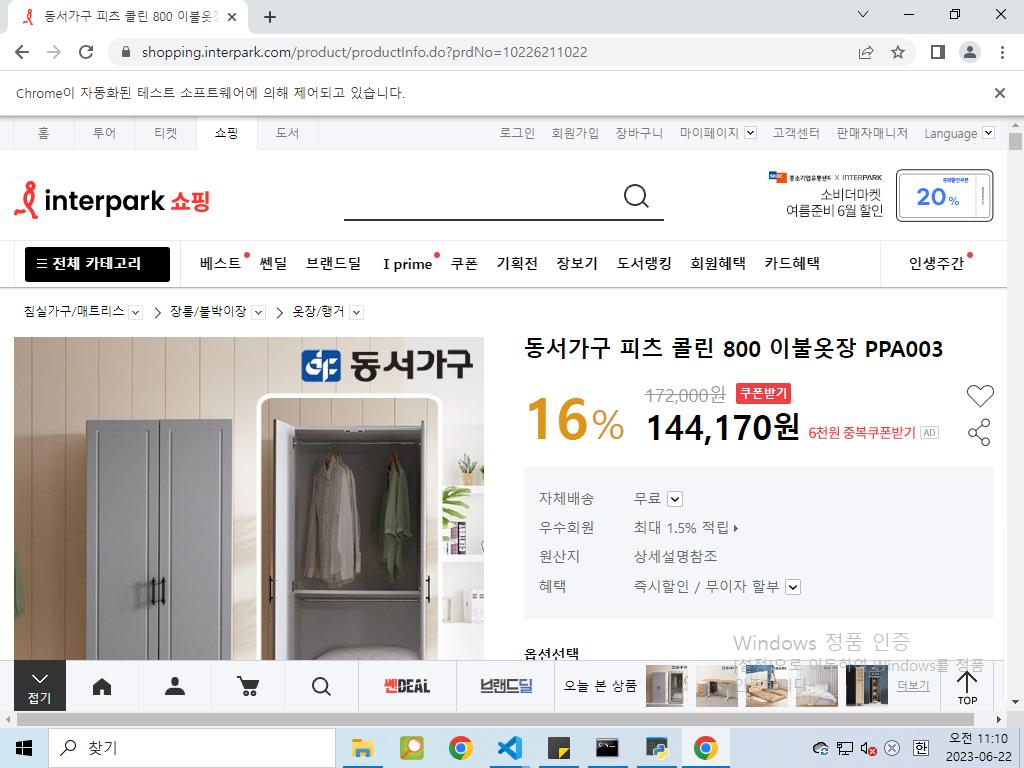 동서가구 피츠 콜린 800 이불옷장
shopping.interpark.com/product/productInfo.do?prdNo=10226211022
Chrome이 자동화된 테스트 소프트웨어에 의해 제어되고 있습니다.
홈 투어 티켓 쇼핑 도서 로그인 회원가입 장바구니 마이페이지 고객센터 판매자매니저 Language
interpark 쇼핑
중소기업유통센터 X INTERPARK
소비더마켓
여름준비 6월 할인
20%
전체 카테고리 베스트 쎈딜 브랜드딜 I prime 쿠폰 기획전 장보기 도서랭킹 회원혜택 카드혜택 인생주간
침실가구/매트리스 장롱/붙박이장 옷장/행거
동서가구
동서가구 피츠 콜린 800 이불옷장 PPA003
16%
172,000원 쿠폰받기
144,170원 6천원 중복쿠폰받기 AD
자체배송 무료
우수회원 최대 1.5% 적립
원산지 상세설명참조
혜택 즉시할인 / 무이자 할부
옵션선택
Windows 정품 인증
[설정]으로 이동하여 Windows를 정품
접기
쎈DEAL
브랜드딜
오늘 본 상품
더보기
TOP
찾기
한
오전 11:10
2023-06-22